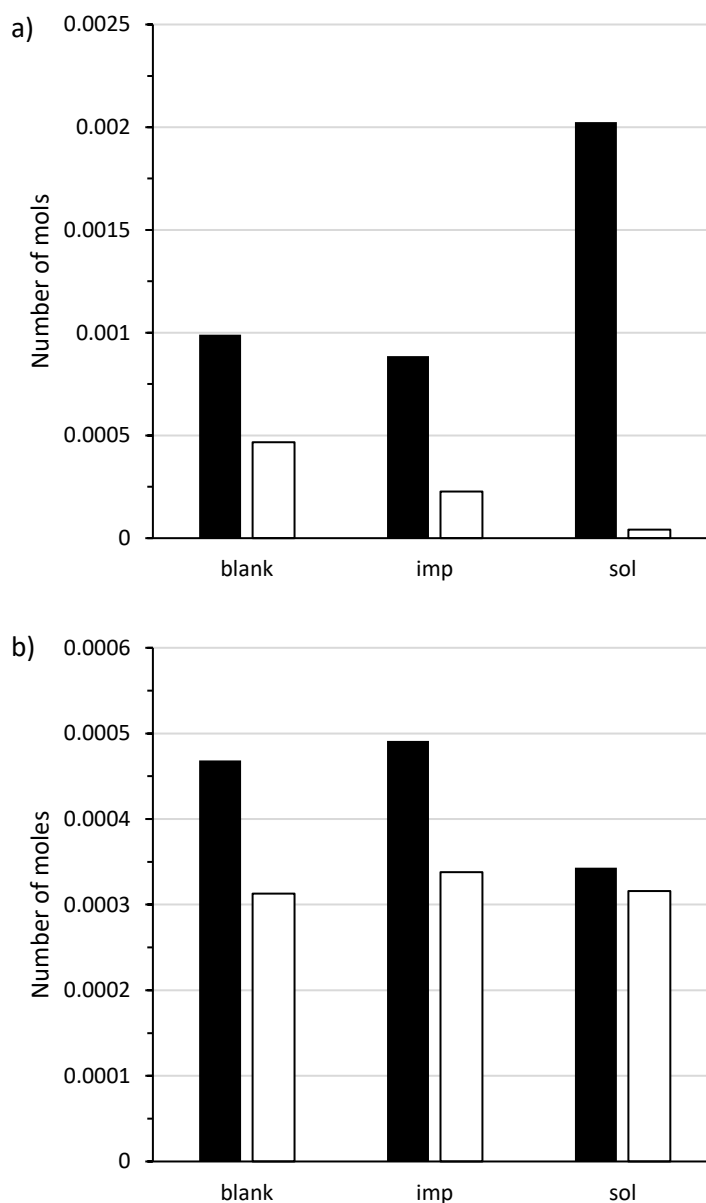 a)
Number of mols
0.0025
0.002
0.0015
0.001
0.0005
0
blank imp sol
b)
Number of moles
0.0006
0.0005
0.0004
0.0003
0.0002
0.0001
0
blank imp sol